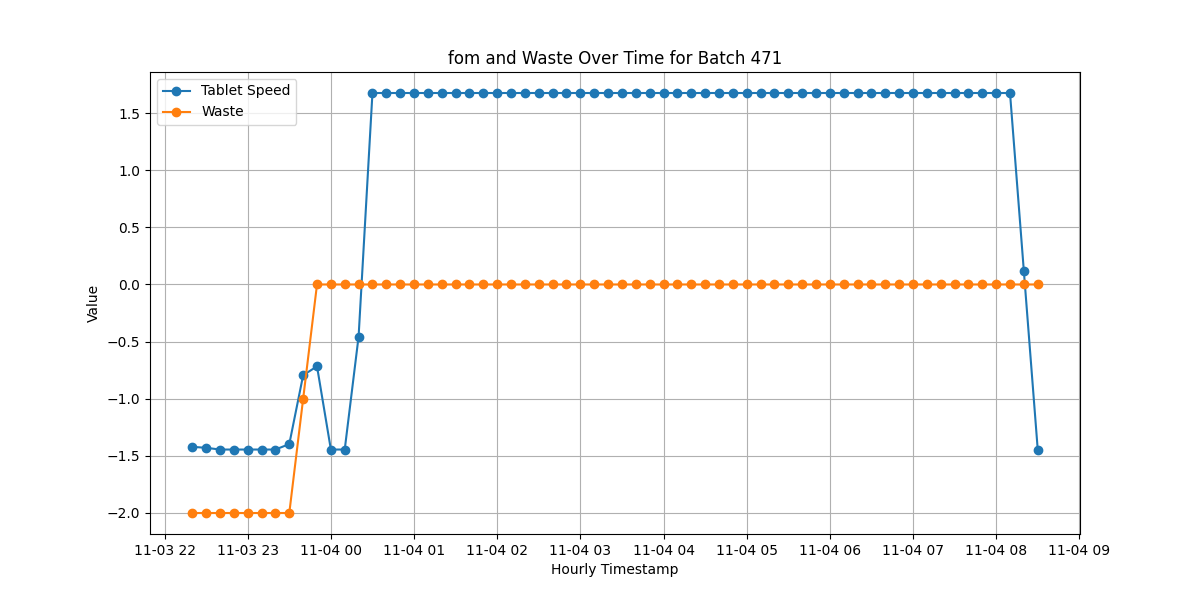 fom and Waste Over Time for Batch 471
Tablet Speed
Waste
1.5
1.0
0.5
0.0
−0.5
−1.0
−1.5
−2.0
Value
11-03 22 11-03 23 11-04 00 11-04 01 11-04 02 11-04 03 11-04 04 11-04 05 11-04 06 11-04 07 11-04 08 11-04 09
Hourly Timestamp